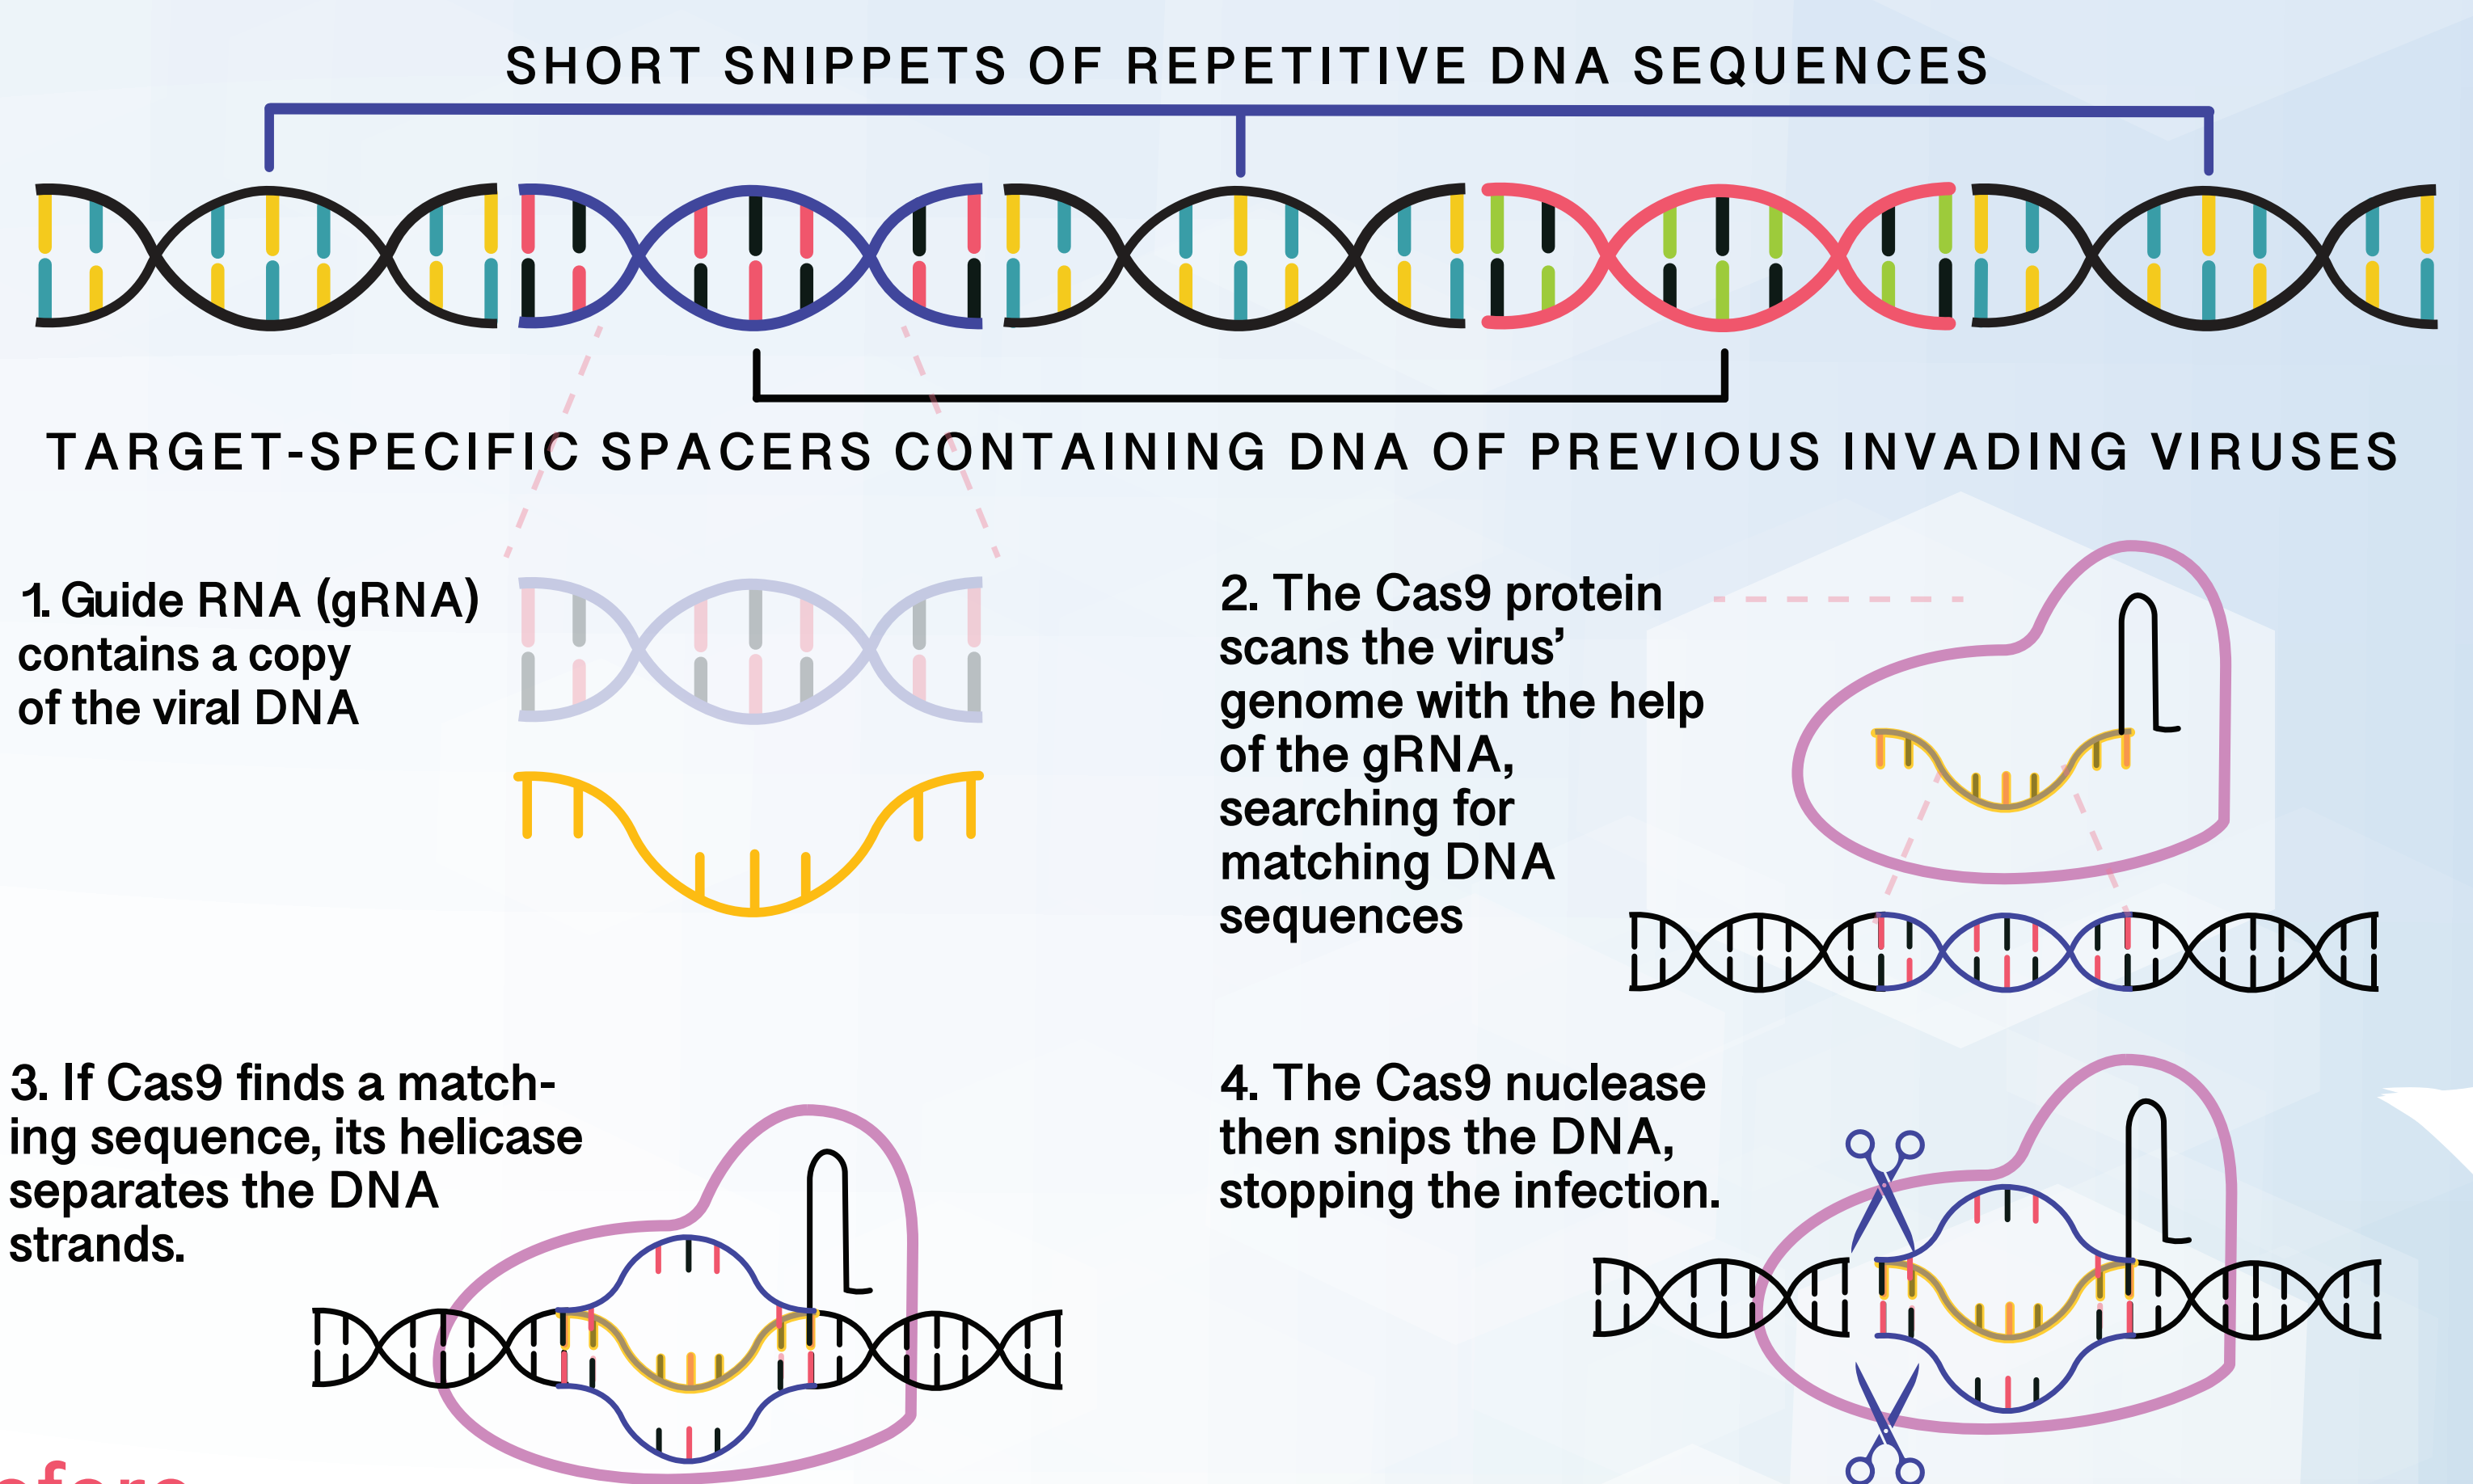 SHORT SNIPPETS OF REPETITIVE DNA SEQUENCES
TARGET-SPECIFIC SPACERS CONTAINING DNA OF PREVIOUS INVADING VIRUSES
1. Guide RNA (gRNA)
contains a copy
of the viral DNA
2. The Cas9 protein
scans the virus’
genome with the help
of the gRNA,
searching for
matching DNA
sequences
3. If Cas9 finds a match-
ing sequence, its helicase
separates the DNA
strands.
4. The Cas9 nuclease
then snips the DNA,
stopping the infection.